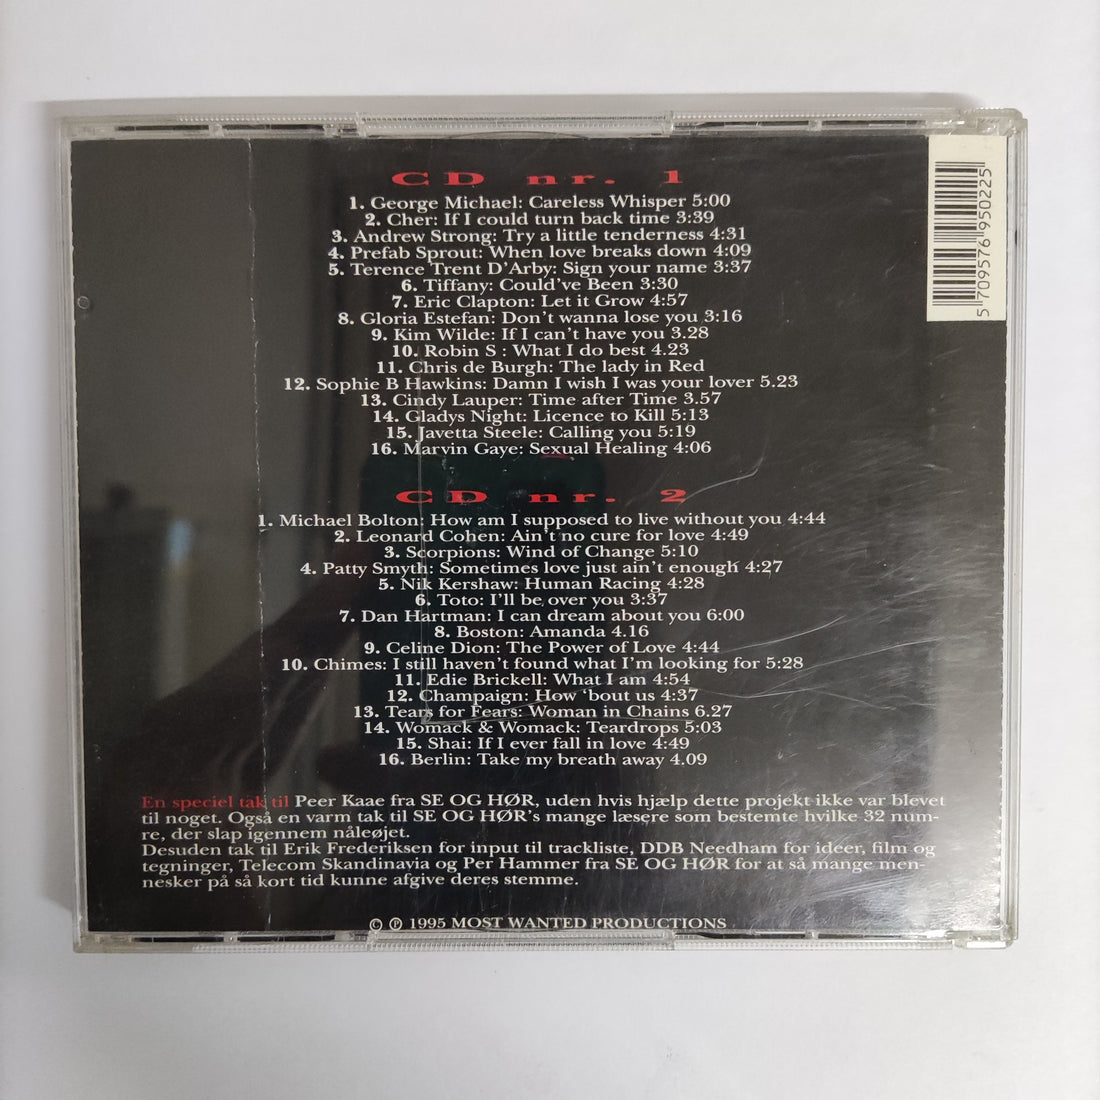 CD nr. 1
1. George Michael: Careless Whisper 5:00
2. Cher: If I could turn back time 3:39
3. Andrew Strong: Try a little tenderness 4:31
4. Prefab Sprout: When love breaks down 4:09
5. Terence Trent D'Arby: Sign your name 3:37
6. Tiffany: Could've Been 3:30
7. Eric Clapton: Let it Grow 4:57
8. Gloria Estefan: Don't wanna lose you 3:16
9. Kim Wilde: If I can't have you 3.28
10. Robin S : What I do best 4.23
11. Chris de Burgh: The lady in Red
12. Sophie B Hawkins: Damn I wish I was your lover 5.23
13. Cindy Lauper: Time after Time 3.57
14. Gladys Night: Licence to Kill 5:13
15. Javetta Steele: Calling you 5:19
16. Marvin Gaye: Sexual Healing 4:06
CD nr. 2
1. Michael Bolton: How am I supposed to live without you 4:44
2. Leonard Cohen: Ain't no cure for love 4:49
3. Scorpions: Wind of Change 5:10
4. Patty Smyth: Sometimes love just ain't enough 4:27
5. Nik Kershaw: Human Racing 4:28
6. Toto: I'll be over you 3:37
7. Dan Hartman: I can dream about you 6:00
8. Boston: Amanda 4.16
9. Celine Dion: The Power of Love 4:44
10. Chimes: I still haven't found what I'm looking for 5:28
11. Edie Brickell: What I am 4:54
12. Champaign: How 'bout us 4:37
13. Tears for Fears: Woman in Chains 6.27
14. Womack & Womack: Teardrops 5:03
15. Shai: If I ever fall in love 4:49
16. Berlin: Take my breath away 4.09
En speciel tak til Peer Kaae fra SE OG HØR, uden hvis hjælp dette projekt ikke var blevet
til noget. Også en varm tak til SE OG HØR's mange læsere som bestemte hvilke 32 num-
re, der slap igennem nåleøjet.
Desuden tak til Erik Frederiksen for input til trackliste, DDB Needham for ideer, film og
tegninger, Telecom Skandinavia og Per Hammer fra SE OG HØR for at så mange men-
nesker på så kort tid kunne afgive deres stemme.
© ℗ 1995 MOST WANTED PRODUCTIONS
5 709576 950225